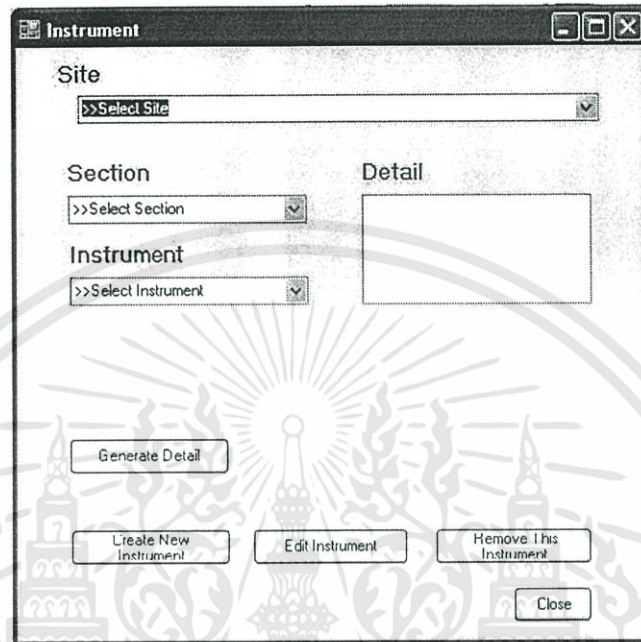 Instrument
Site
>>Select Site
Section
Detail
>>Select Section
Instrument
>>Select Instrument
Generate Detail
Create New
Instrument
Edit Instrument
Remove This
Instrument
Close